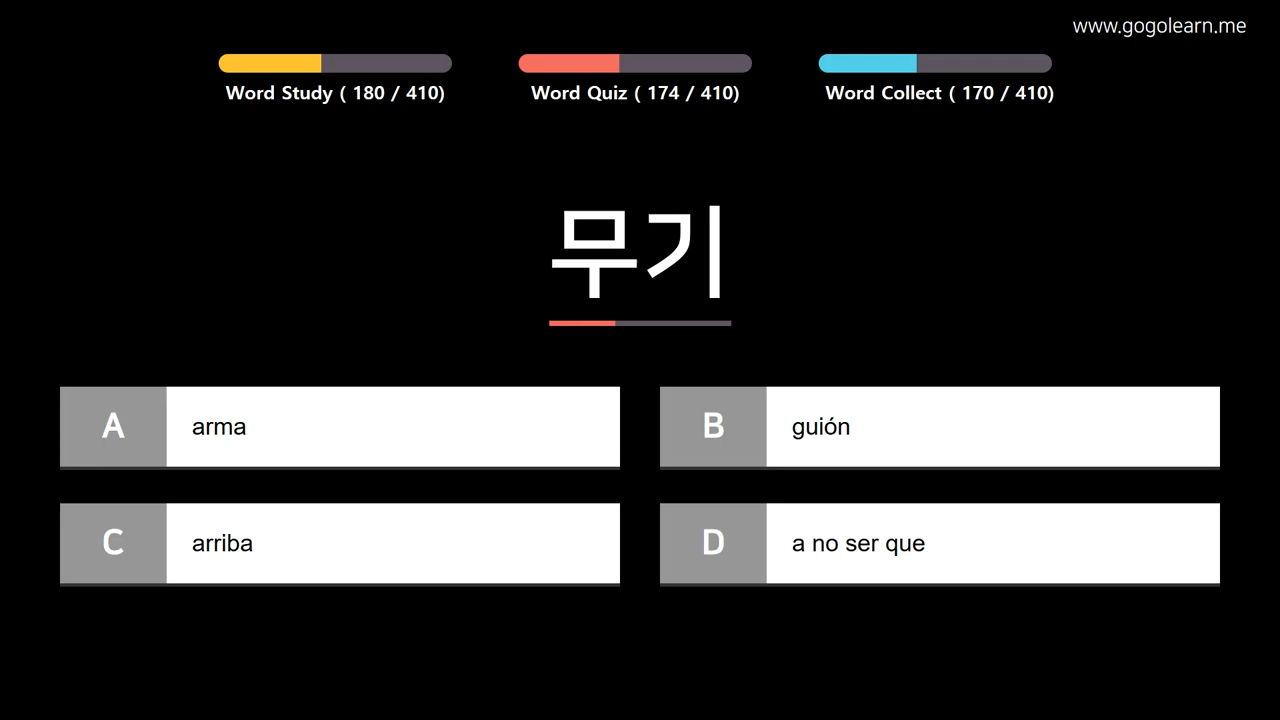 www.gogolearn.me
Word Study ( 180 / 410)
Word Quiz ( 174 / 410)
Word Collect ( 170 / 410)
무기
A arma
B guión
C arriba
D a no ser que